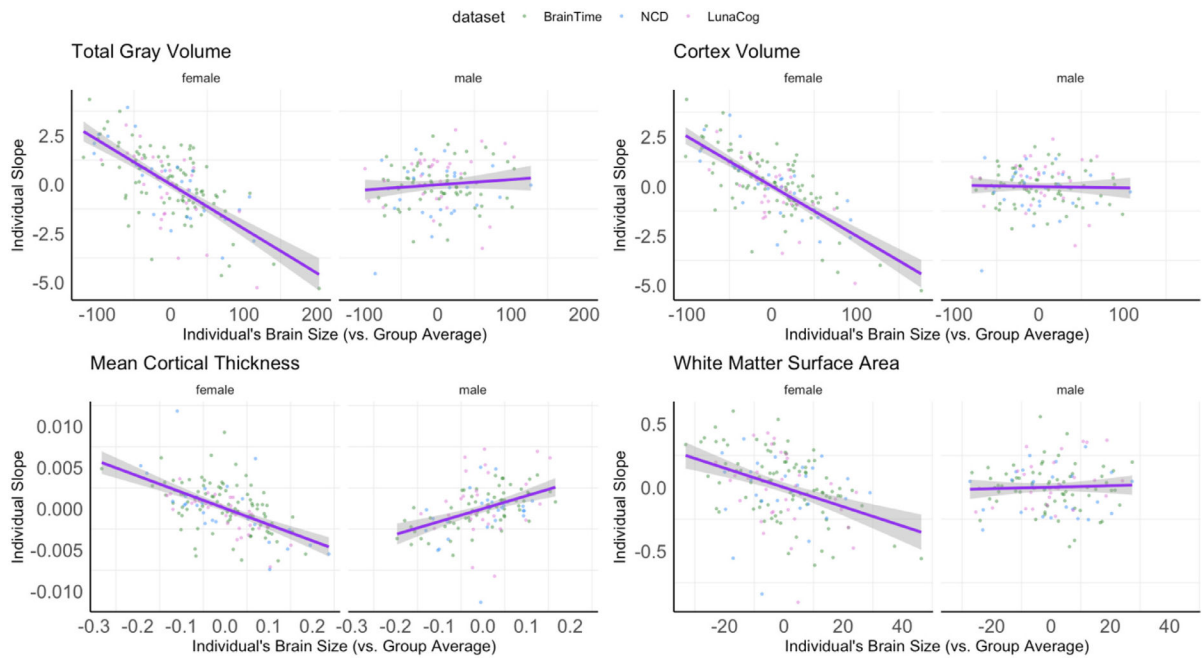 dataset BrainTime NCD LunaCog
Total Gray Volume
female male
Individual Slope
2.5
0.0
-2.5
-5.0
-100 0 100 200 -100 0 100 200
Individual's Brain Size (vs. Group Average)
Cortex Volume
female male
Individual Slope
2.5
0.0
-2.5
-5.0
-100 0 100 -100 0 100
Individual's Brain Size (vs. Group Average)
Mean Cortical Thickness
female male
Individual Slope
0.010
0.005
0.000
-0.005
-0.010
-0.3 -0.2 -0.1 0.0 0.1 0.2 -0.3 -0.2 -0.1 0.0 0.1 0.2
Individual's Brain Size (vs. Group Average)
White Matter Surface Area
female male
Individual Slope
0.5
0.0
-0.5
-20 0 20 40 -20 0 20 40
Individual's Brain Size (vs. Group Average)